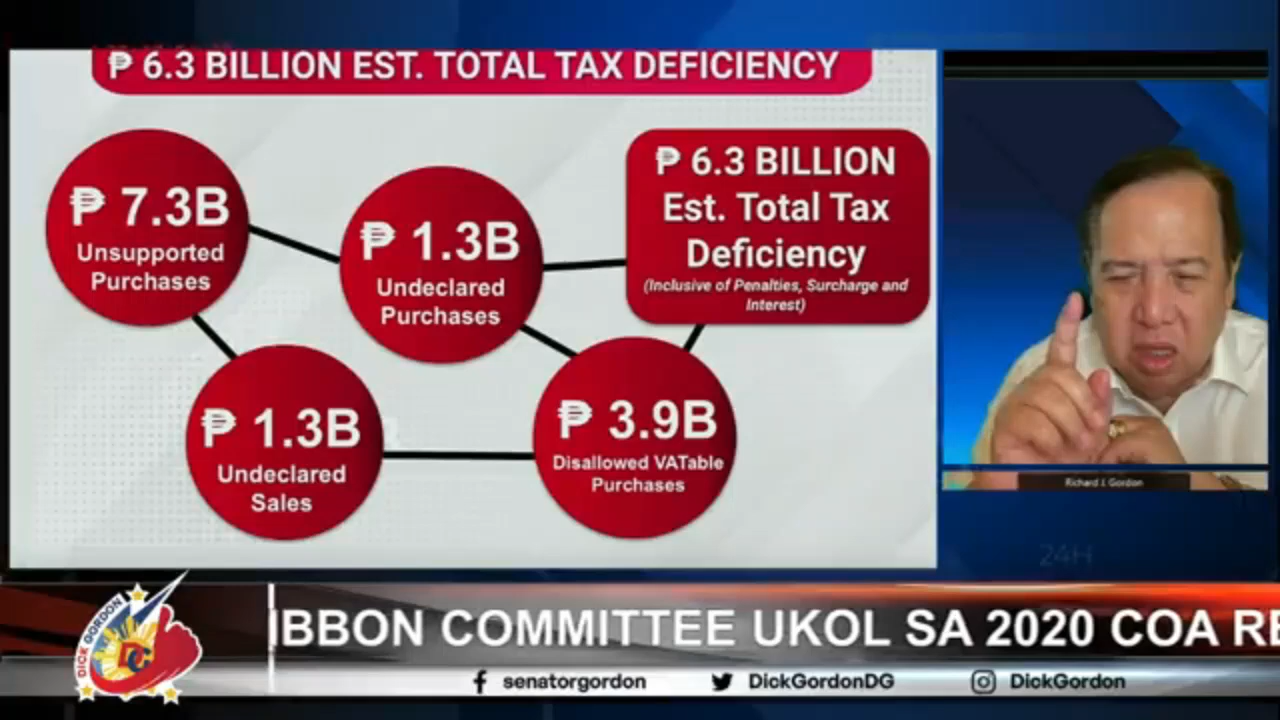 ₱ 6.3 BILLION EST. TOTAL TAX DEFICIENCY
₱ 7.3B
Unsupported
Purchases
₱ 1.3B
Undeclared
Purchases
₱ 6.3 BILLION
Est. Total Tax
Deficiency
(Inclusive of Penalties, Surcharge and
Interest)
₱ 1.3B
Undeclared
Sales
₱ 3.9B
Disallowed VATable
Purchases
Richard J. Gordon
24H
DICK GORDON
DG
IBBON COMMITTEE UKOL SA 2020 COA RE
senatorgordon
DickGordonDG
DickGordon